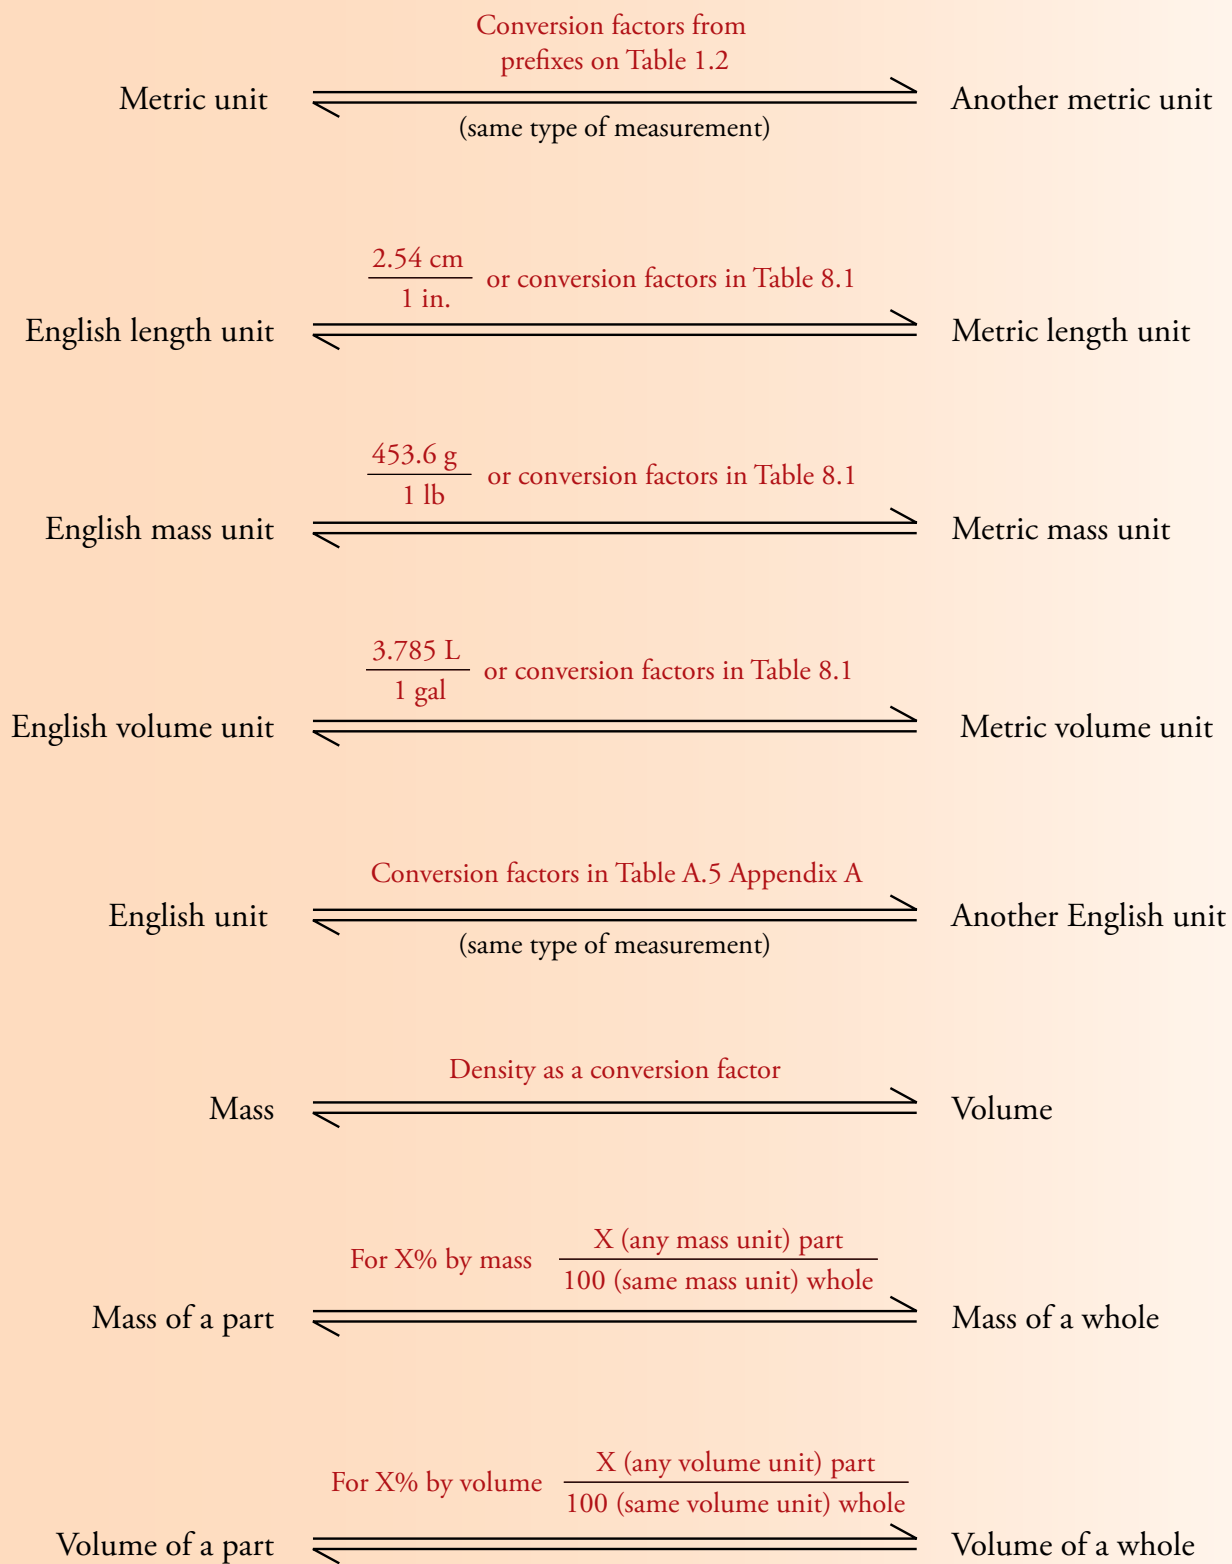 Conversion factors from
prefixes on Table 1.2
Metric unit
Another metric unit
(same type of measurement)
2.54 cm
1 in.
or conversion factors in Table 8.1
English length unit
Metric length unit
453.6 g
1 lb
or conversion factors in Table 8.1
English mass unit
Metric mass unit
3.785 L
1 gal
or conversion factors in Table 8.1
English volume unit
Metric volume unit
Conversion factors in Table A.5 Appendix A
English unit
Another English unit
(same type of measurement)
Density as a conversion factor
Mass
Volume
For X% by mass
X (any mass unit) part
100 (same mass unit) whole
Mass of a part
Mass of a whole
For X% by volume
X (any volume unit) part
100 (same volume unit) whole
Volume of a part
Volume of a whole